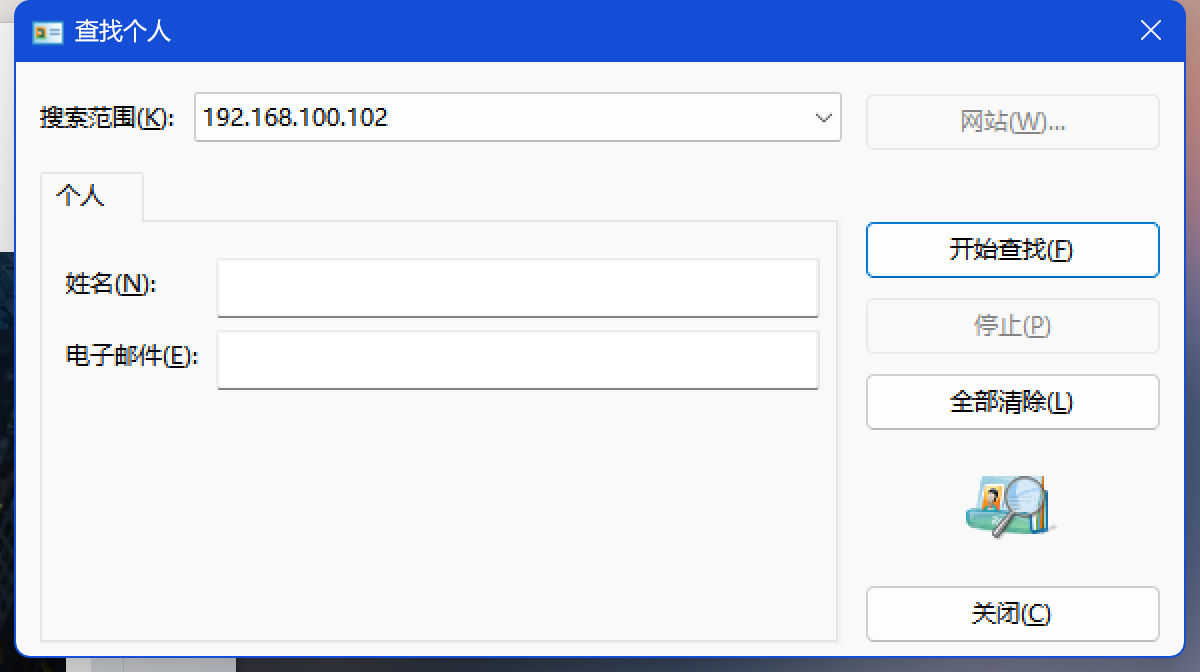 查找个人
搜索范围(K):
192.168.100.102
网站(W)...
个人
姓名(N):
电子邮件(E):
开始查找(F)
停止(P)
全部清除(L)
关闭(C)